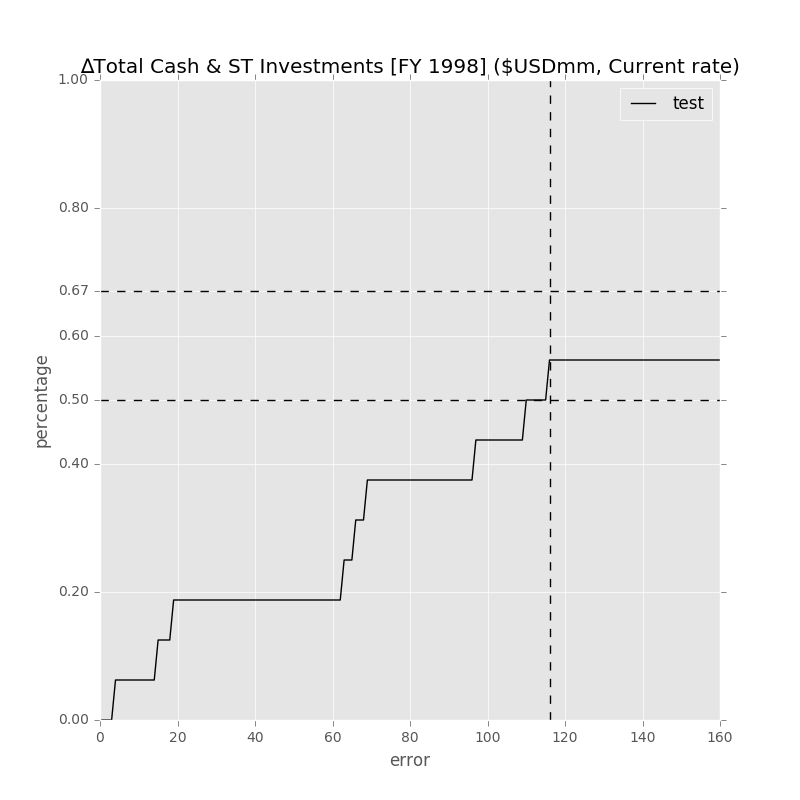 ΔTotal Cash & ST Investments [FY 1998] ($USDmm, Current rate)
test
1.00
0.80
0.67
0.60
0.50
0.40
0.20
0.00
percentage
0 20 40 60 80 100 120 140 160
error